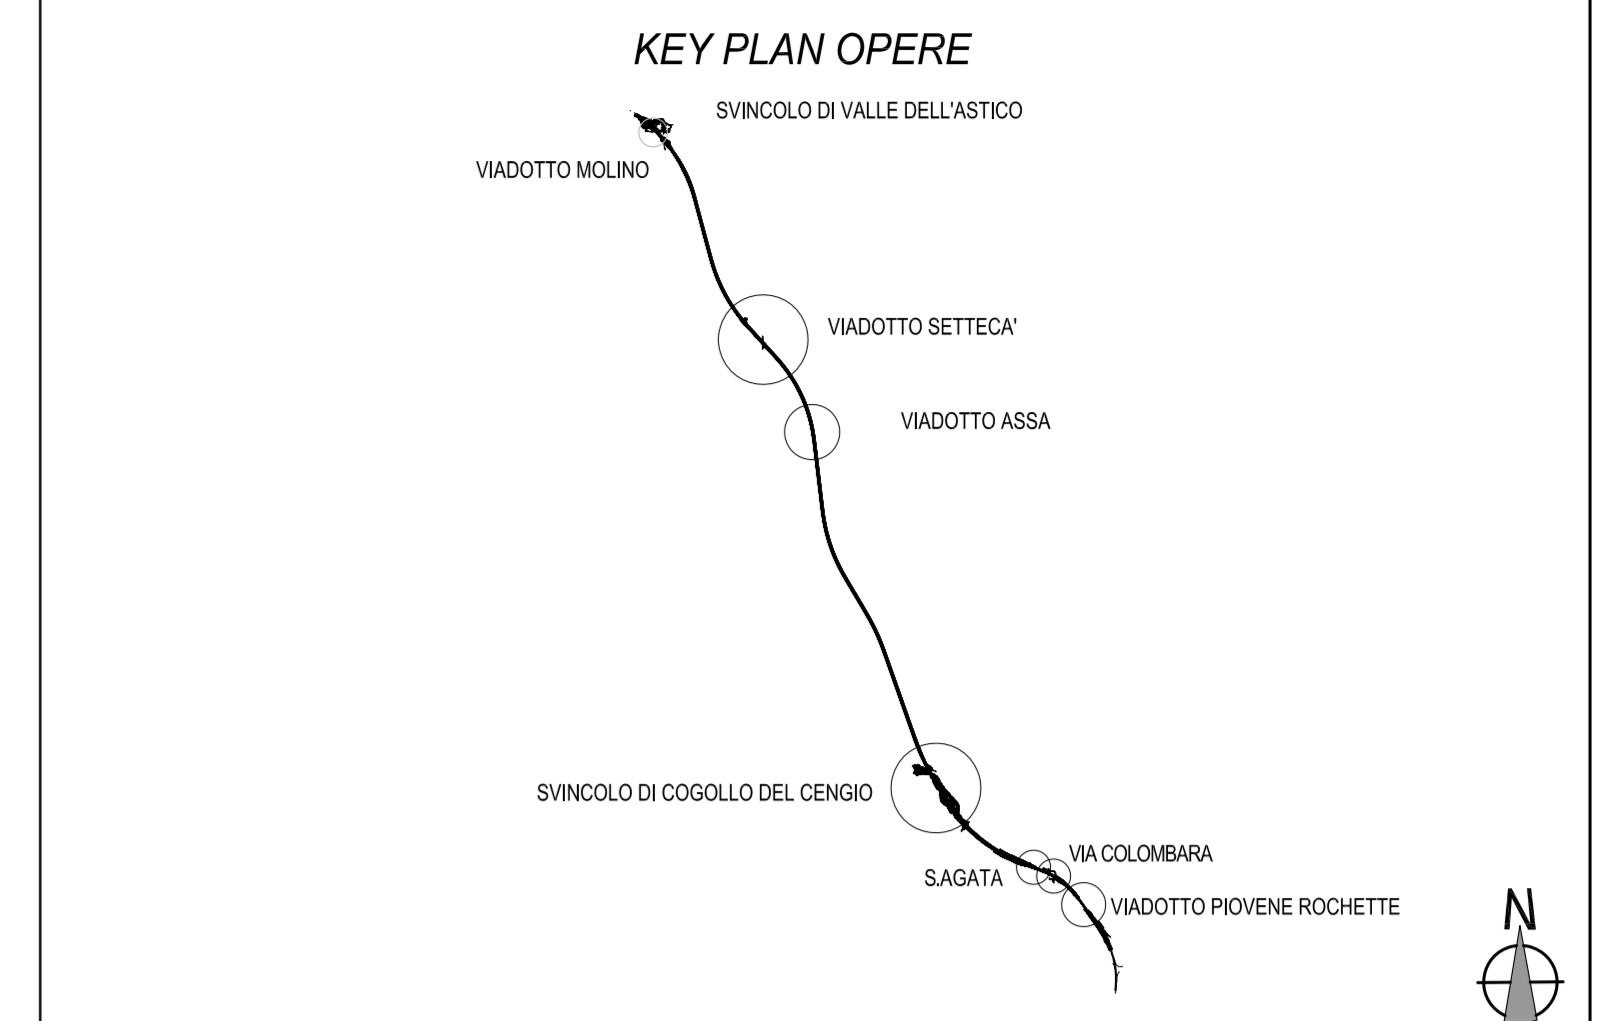 KEY PLAN OPERE
SVINCOLO DI VALLE DELL'ASTICO
VIADOTTO MOLINO
VIADOTTO SETTECA'
VIADOTTO ASSA
SVINCOLO DI COGOLLO DEL CENGIO
VIA COLOMBARA
S.AGATA
VIADOTTO PIOVENE ROCHETTE
N